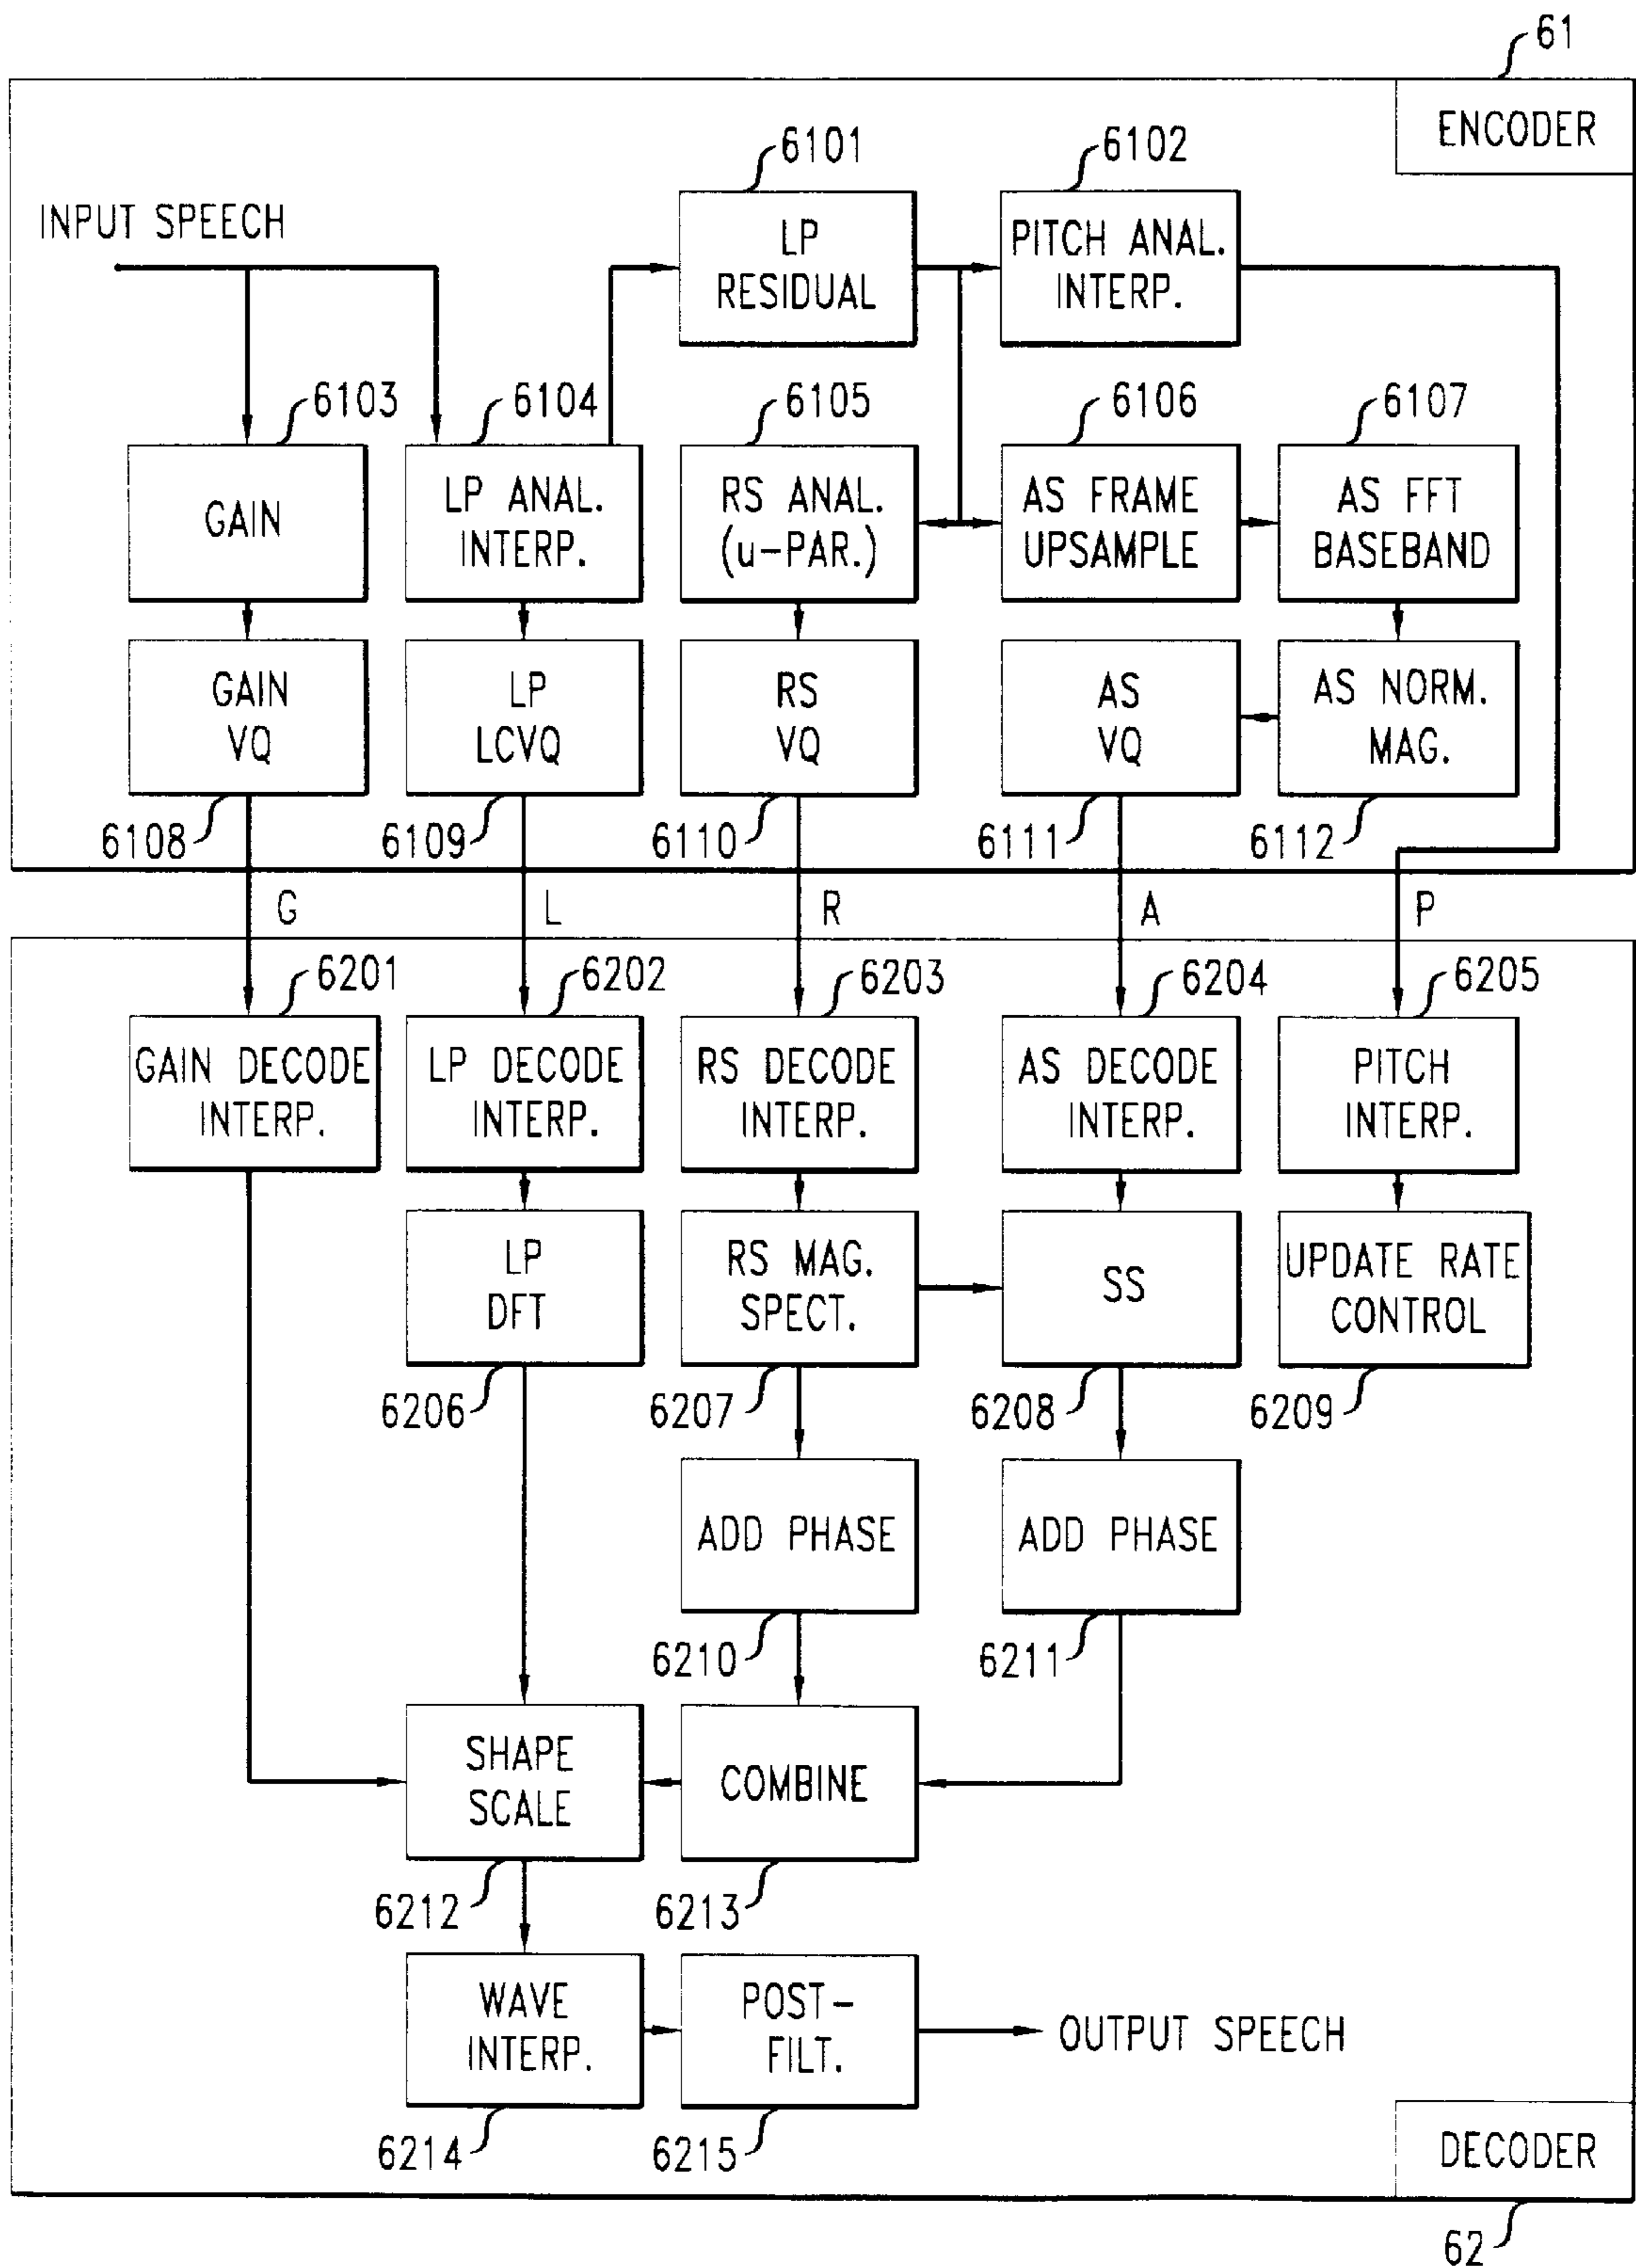 61
ENCODER
6101
6102
INPUT SPEECH
LP
RESIDUAL
PITCH ANAL.
INTERP.
6103
6104
6105
6106
6107
GAIN
LP ANAL.
INTERP.
RS ANAL.
(u-PAR.)
AS FRAME
UPSAMPLE
AS FFT
BASEBAND
GAIN
VQ
LP
LCVQ
RS
VQ
AS
VQ
AS NORM.
MAG.
6108
6109
6110
6111
6112
G
L
R
A
P
6201
6202
6203
6204
6205
GAIN DECODE
INTERP.
LP DECODE
INTERP.
RS DECODE
INTERP.
AS DECODE
INTERP.
PITCH
INTERP.
LP
DFT
RS MAG.
SPECT.
SS
UPDATE RATE
CONTROL
6206
6207
6208
6209
ADD PHASE
ADD PHASE
6210
6211
SHAPE
SCALE
COMBINE
6212
6213
WAVE
INTERP.
POST-
FILT.
OUTPUT SPEECH
6214
6215
DECODER
62